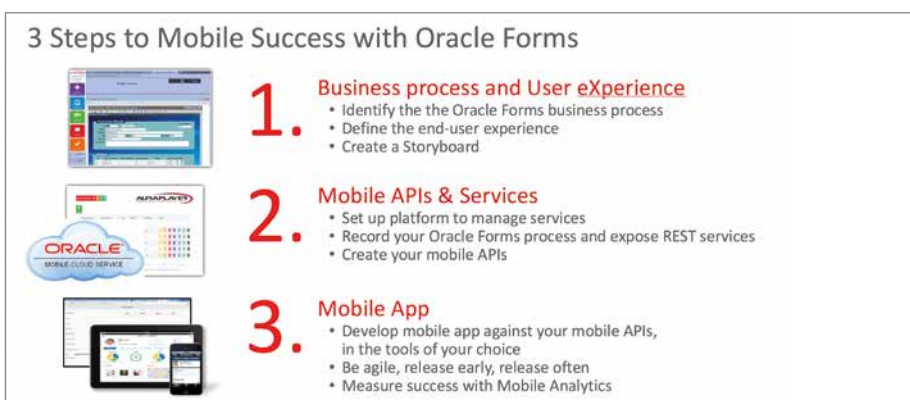 3 Steps to Mobile Success with Oracle Forms
1.
Business process and User eXperience
• Identify the the Oracle Forms business process
• Define the end-user experience
• Create a Storyboard
AURAPLAYER
ORACLE
MOBILE CLOUD SERVICE
2.
Mobile APIs & Services
• Set up platform to manage services
• Record your Oracle Forms process and expose REST services
• Create your mobile APIs
3.
Mobile App
• Develop mobile app against your mobile APIs,
in the tools of your choice
• Be agile, release early, release often
• Measure success with Mobile Analytics